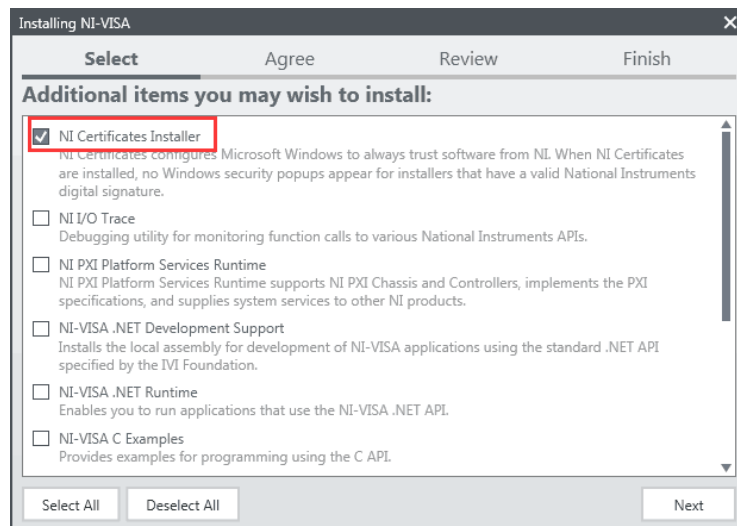 Installing NI-VISA
Select
Agree
Review
Finish
Additional items you may wish to install:
NI Certificates Installer
NI Certificates configures Microsoft Windows to always trust software from NI. When NI Certificates
are installed, no Windows security popups appear for installers that have a valid National Instruments
digital signature.
NI I/O Trace
Debugging utility for monitoring function calls to various National Instruments APIs.
NI PXI Platform Services Runtime
NI PXI Platform Services Runtime supports NI PXI Chassis and Controllers, implements the PXI
specifications, and supplies system services to other NI products.
NI-VISA .NET Development Support
Installs the local assembly for development of NI-VISA applications using the standard .NET API
specified by the IVI Foundation.
NI-VISA .NET Runtime
Enables you to run applications that use the NI-VISA .NET API.
NI-VISA C Examples
Provides examples for programming using the C API.
Select All
Deselect All
Next